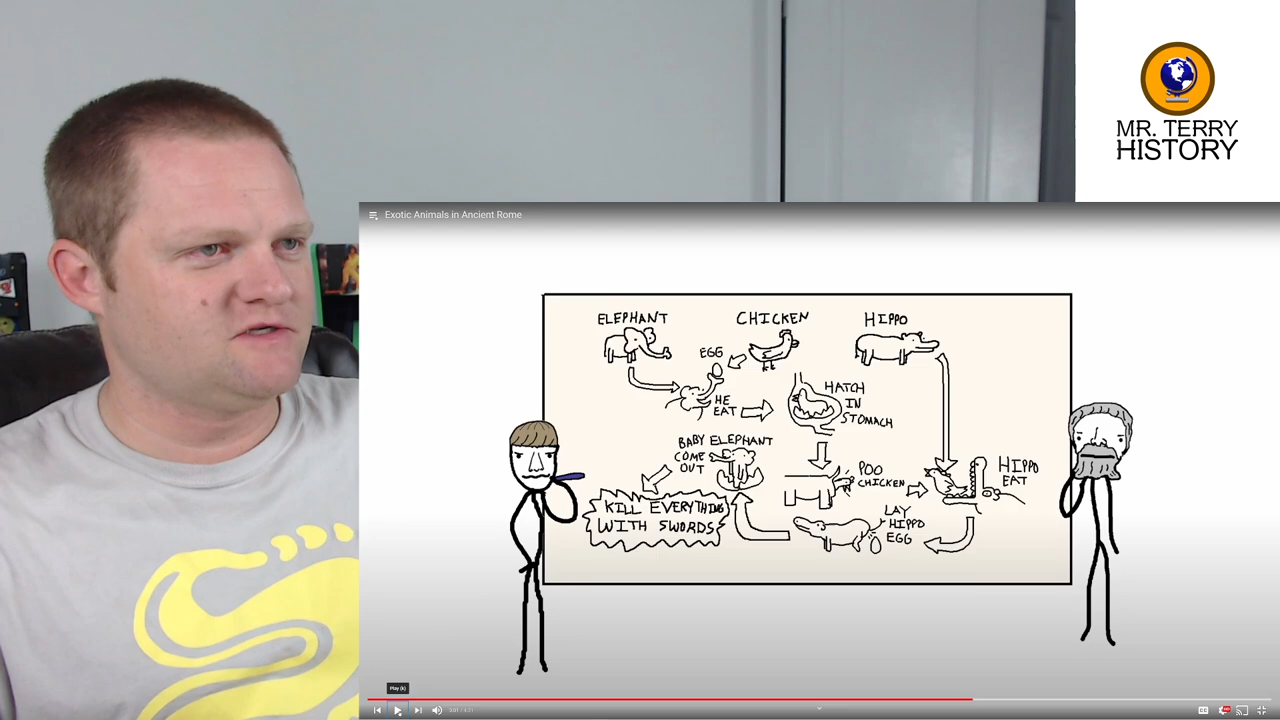 MR. TERRY
HISTORY
Exotic Animals in Ancient Rome
ELEPHANT
CHICKEN
HIPPO
EGG
HE
EAT
HATCH
IN
STOMACH
BABY ELEPHANT
COME
OUT
POO
CHICKEN
HIPPO
EAT
KILL EVERYTHING
WITH SWORDS
LAY
HIPPO
EGG
Play (k)